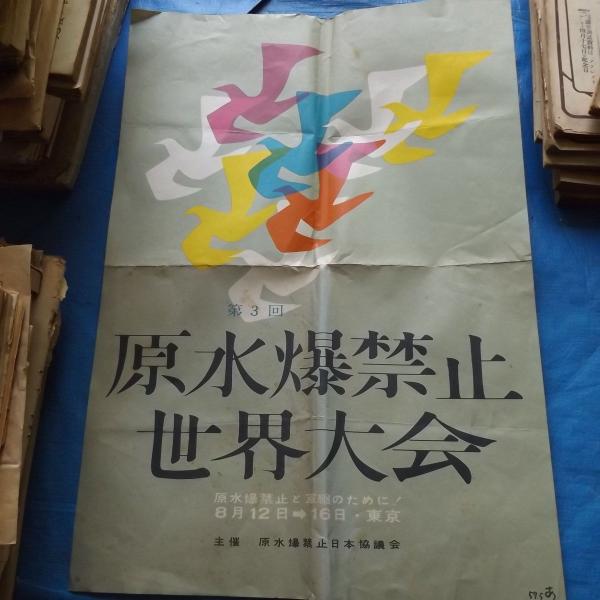 第3回
原水爆禁止
世界大会
原水爆禁止と軍縮のために！
8月12日➡16日・東京
主催 原水爆禁止日本協議会